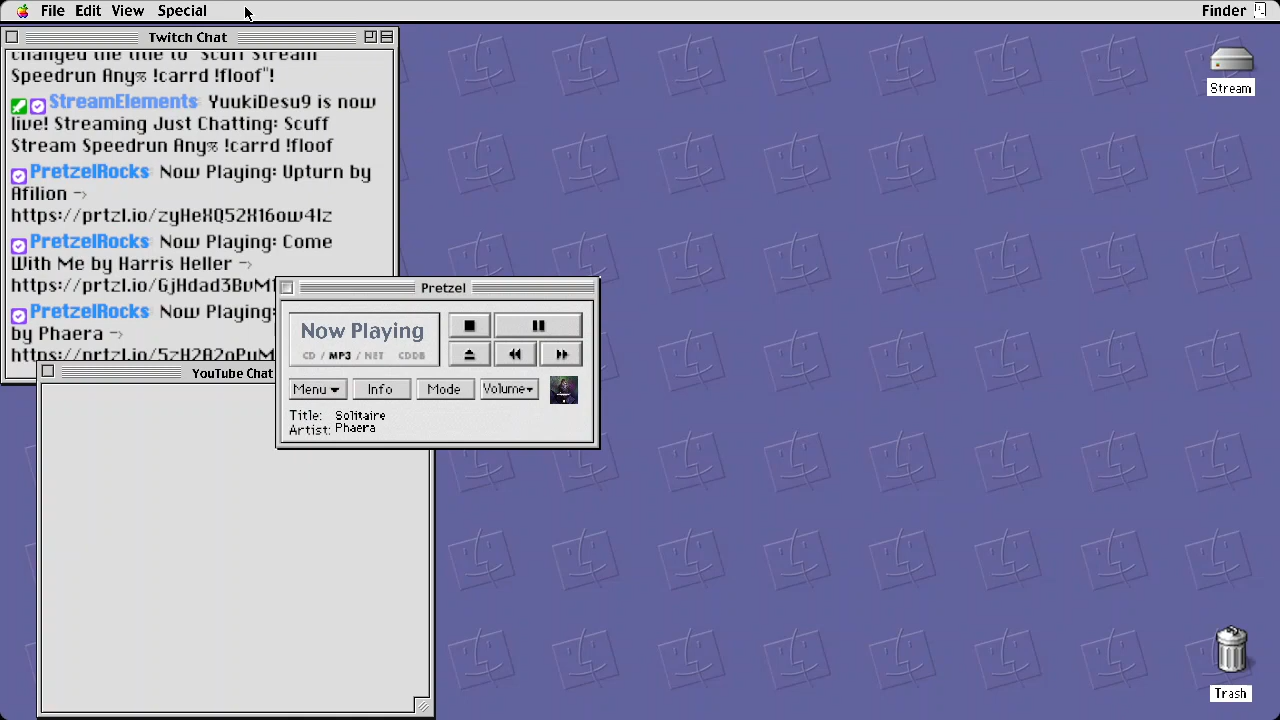 File Edit View Special
Finder
Twitch Chat
changed the title to "Scuff Stream
Speedrun Any% !carrd !floof"!
StreamElements YuukiDesu9 is now
live! Streaming Just Chatting: Scuff
Stream Speedrun Any% !carrd !floof
PretzelRocks Now Playing: Upturn by
Afilion ->
https://prtzl.io/zyHeXQ52X16ow4Iz
PretzelRocks Now Playing: Come
With Me by Harris Heller ->
PretzelRocks Now Playing:
by Phaera ->
YouTube Chat
Pretzel
Now Playing
CD / MP3 / NET CDDB
Menu Info Mode Volume
Title: Solitaire
Artist: Phaera
Stream
Trash